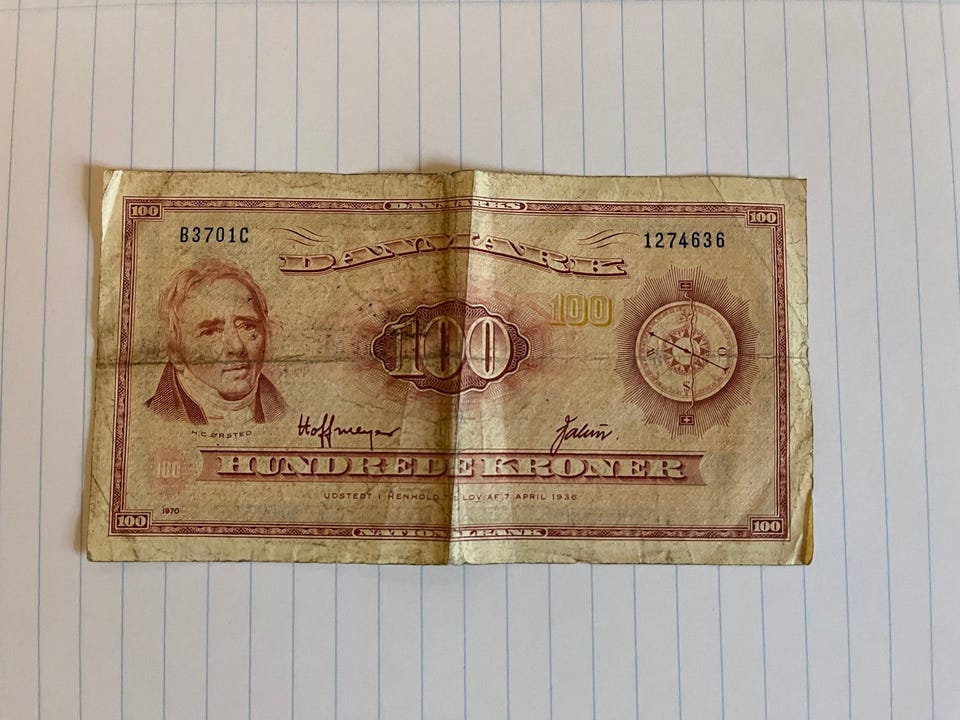 100 DANMARKS 100
B3701C 1274636
DANMARK
100
100
N
V O
S
H.C. ØRSTED
Hoffmeyer
HUNDREDE KRONER
100
UDSTEDT I HENHOLD TIL LOV AF 7 APRIL 1936
1970
100 NATIONALBANK 100